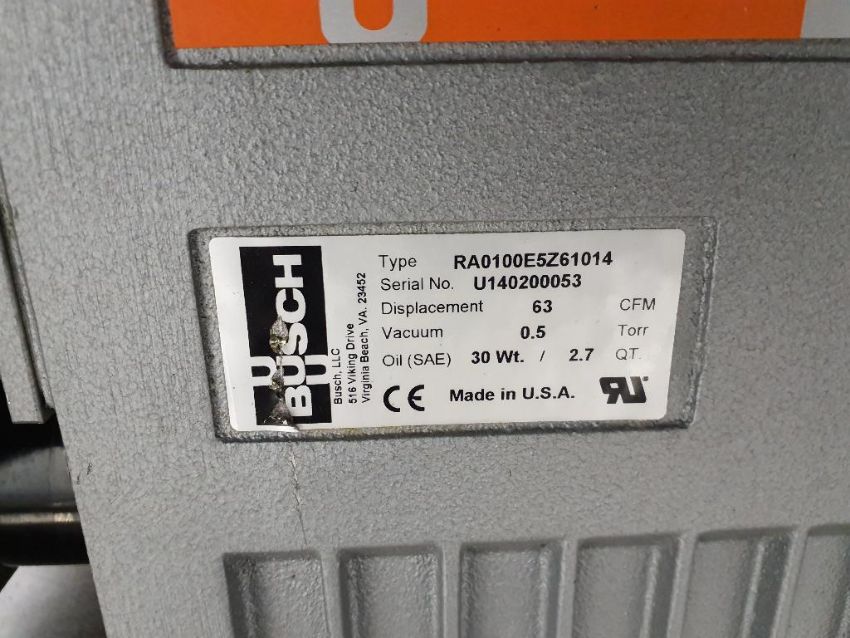 BUSCH
Busch, LLC
516 Viking Drive
Virginia Beach, VA. 23452
Type RA0100E5Z61014
Serial No. U140200053
Displacement 63 CFM
Vacuum 0.5 Torr
Oil (SAE) 30 Wt. / 2.7 QT.
CE Made in U.S.A. RU